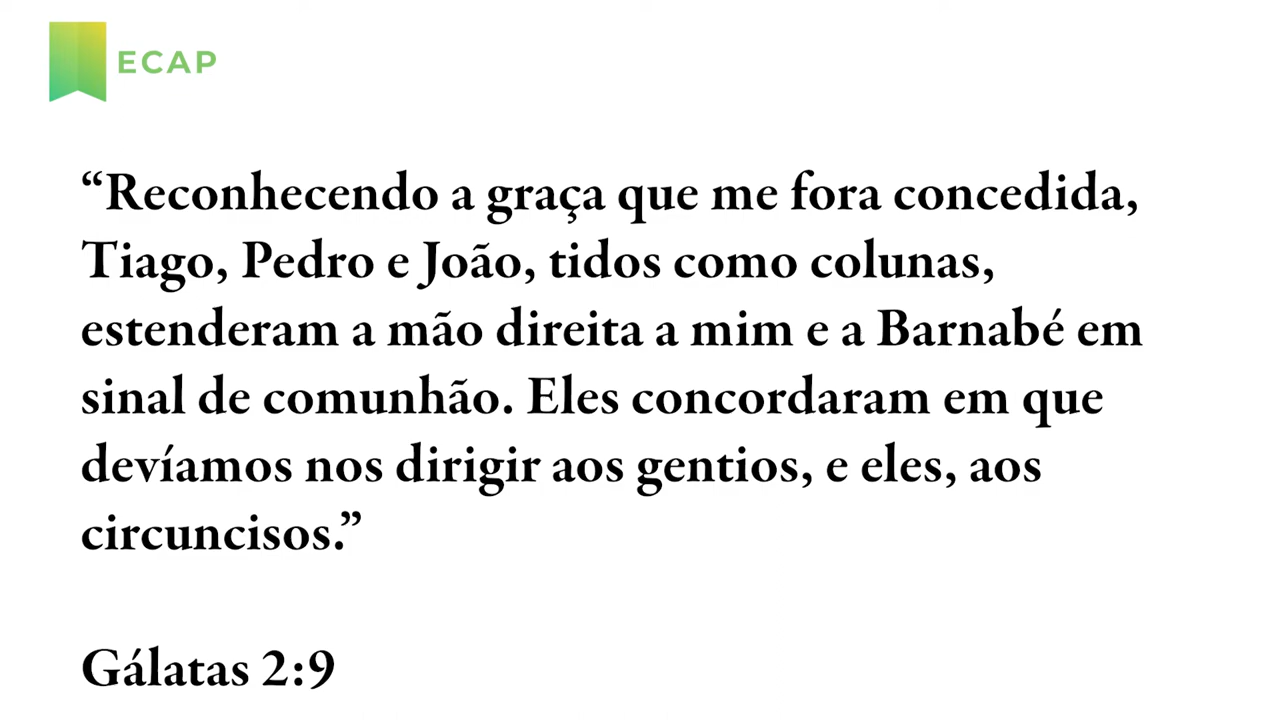 ECAP
“Reconhecendo a graça que me fora concedida,
Tiago, Pedro e João, tidos como colunas,
estenderam a mão direita a mim e a Barnabé em
sinal de comunhão. Eles concordaram em que
devíamos nos dirigir aos gentios, e eles, aos
circuncisos.”
Gálatas 2:9